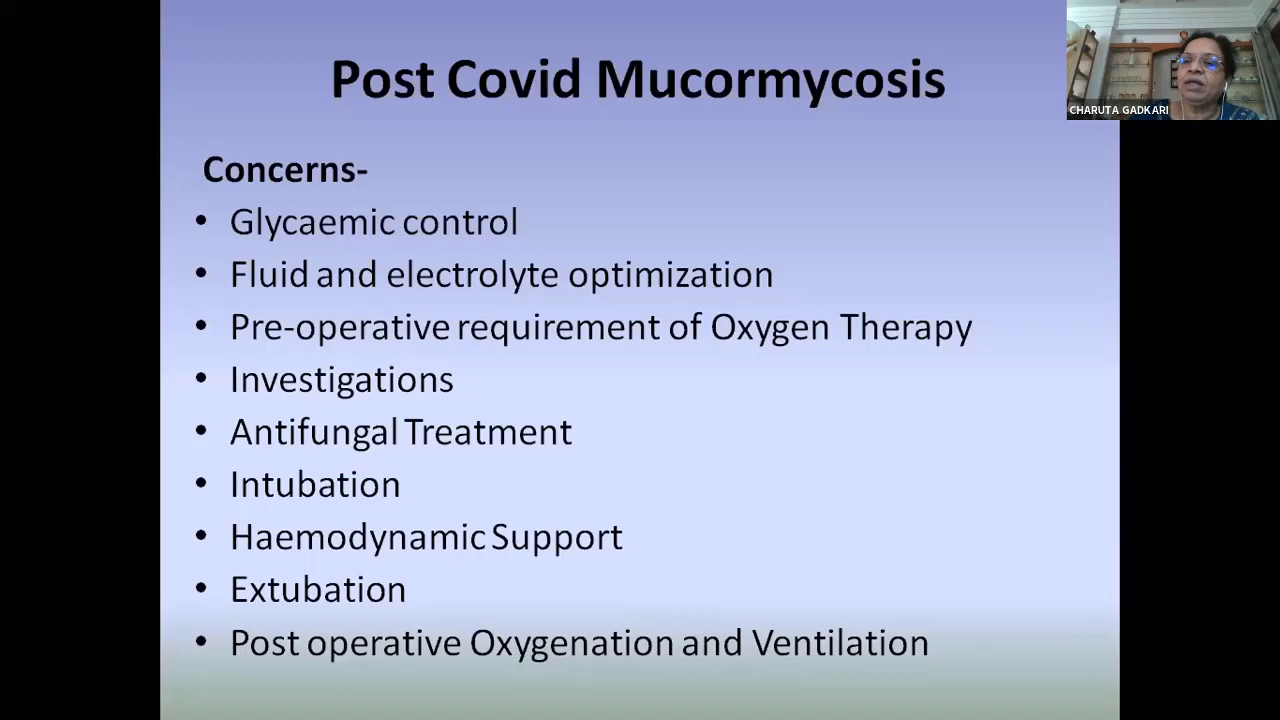 Post Covid Mucormycosis
CHARUTA GADKARI
Concerns-
• Glycaemic control
• Fluid and electrolyte optimization
• Pre-operative requirement of Oxygen Therapy
• Investigations
• Antifungal Treatment
• Intubation
• Haemodynamic Support
• Extubation
• Post operative Oxygenation and Ventilation